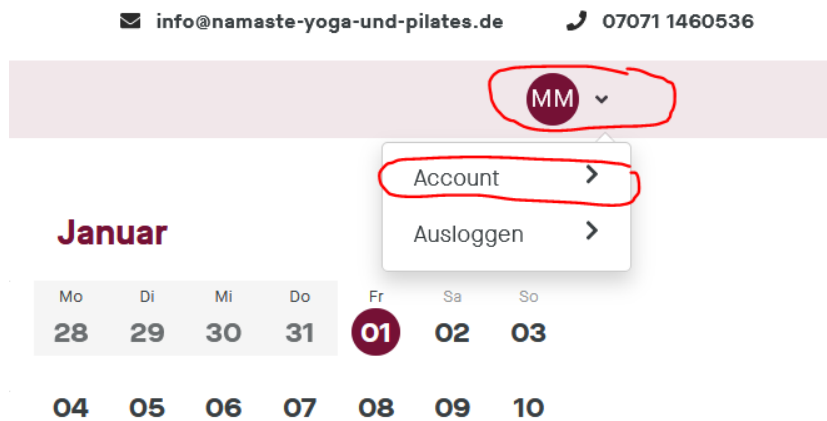 info@namaste-yoga-und-pilates.de 07071 1460536
MM
Account
Ausloggen
Januar
Mo Di Mi Do Fr Sa So
28 29 30 31 01 02 03
04 05 06 07 08 09 10